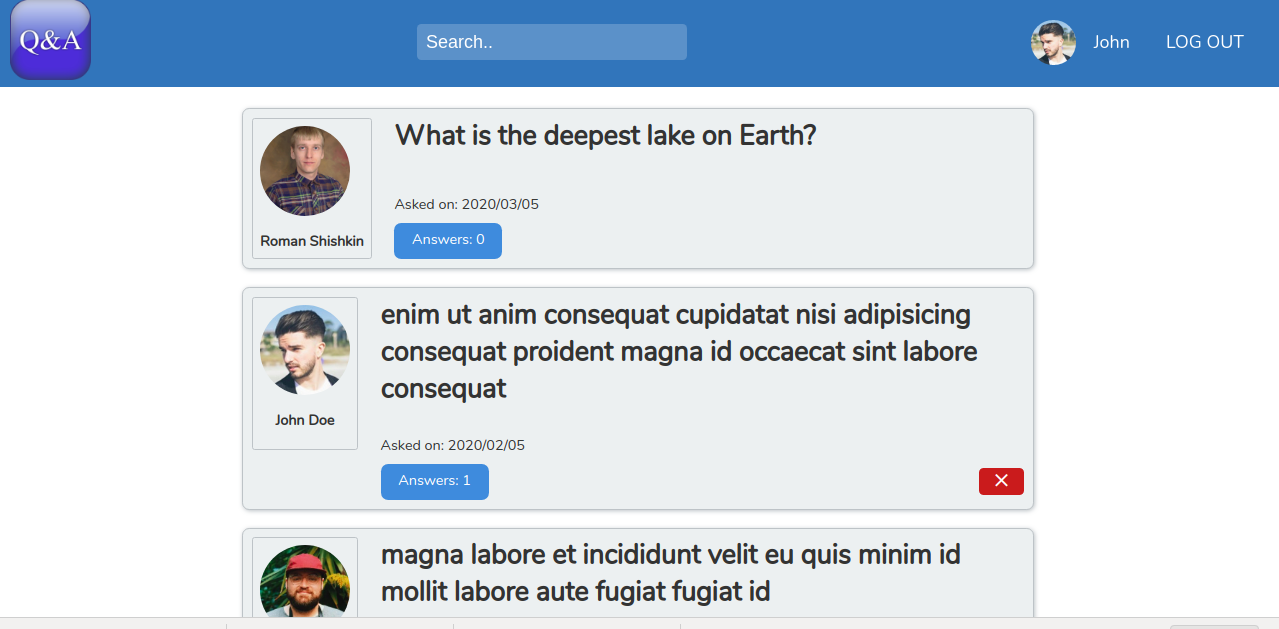 Q&A
Search..
John
LOG OUT
What is the deepest lake on Earth?
Asked on: 2020/03/05
Roman Shishkin
Answers: 0
enim ut anim consequat cupidatat nisi adipisicing
consequat proident magna id occaecat sint labore
consequat
John Doe
Asked on: 2020/02/05
Answers: 1
magna labore et incididunt velit eu quis minim id
mollit labore aute fugiat fugiat id